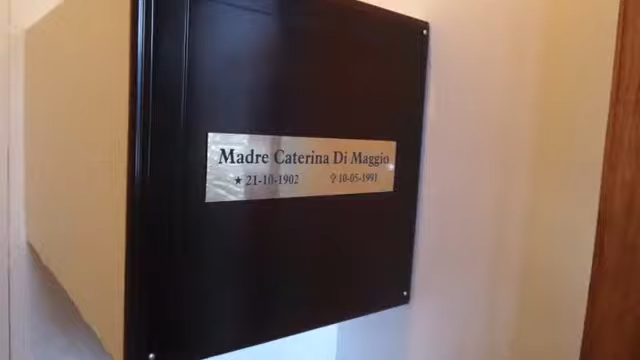 Madre Caterina Di Maggio
★ 21-10-1902 ✞ 10-05-1991